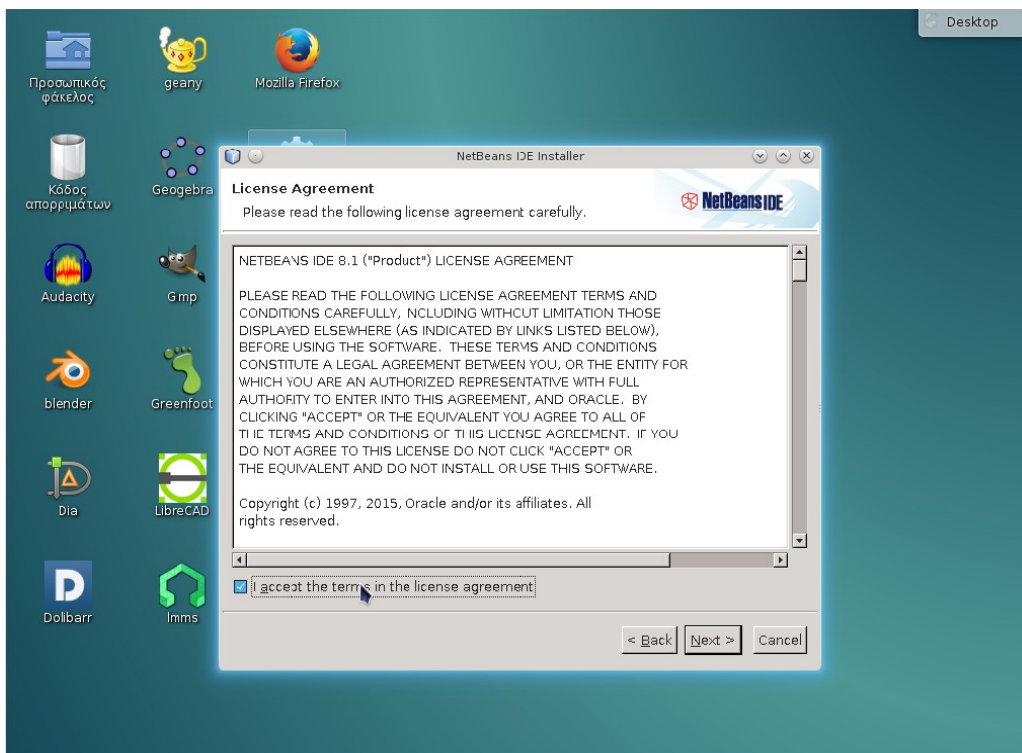 Desktop
Προσωπικός
φάκελος
geany
Mozilla Firefox
Κάδος
απορριμάτων
Geogebra
Audacity
Gimp
blender
Greenfoot
Dia
LibreCAD
Dolibarr
lmms
NetBeans IDE Installer
License Agreement
Please read the following license agreement carefully.
NetBeans IDE
NETBEANS IDE 8.1 ("Product") LICENSE AGREEMENT
PLEASE READ THE FOLLOWING LICENSE AGREEMENT TERMS AND
CONDITIONS CAREFULLY, INCLUDING WITHOUT LIMITATION THOSE
DISPLAYED ELSEWHERE (AS INDICATED BY LINKS LISTED BELOW),
BEFORE USING THE SOFTWARE. THESE TERMS AND CONDITIONS
CONSTITUTE A LEGAL AGREEMENT BETWEEN YOU, OR THE ENTITY FOR
WHICH YOU ARE AN AUTHORIZED REPRESENTATIVE WITH FULL
AUTHORITY TO ENTER INTO THIS AGREEMENT, AND ORACLE. BY
CLICKING "ACCEPT" OR THE EQUIVALENT YOU AGREE TO ALL OF
THE TERMS AND CONDITIONS OF THIS LICENSE AGREEMENT. IF YOU
DO NOT AGREE TO THIS LICENSE DO NOT CLICK "ACCEPT" OR
THE EQUIVALENT AND DO NOT INSTALL OR USE THIS SOFTWARE.
Copyright (c) 1997, 2015, Oracle and/or its affiliates. All
rights reserved.
I accept the terms in the license agreement
< Back
Next >
Cancel